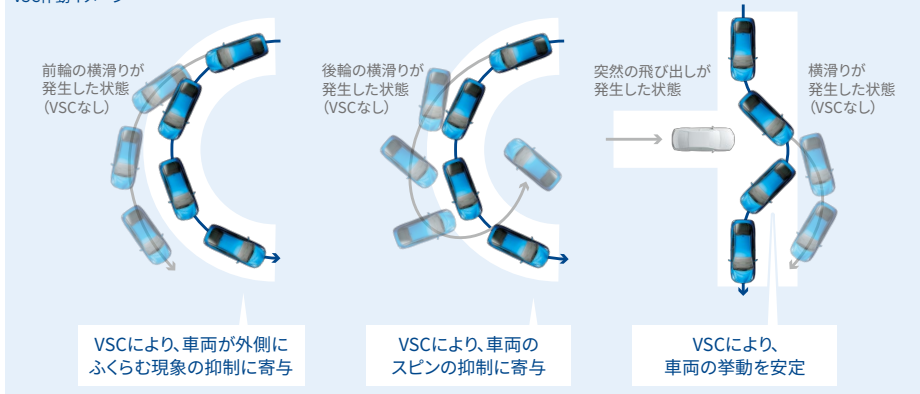 前輪の横滑りが
発生した状態
（VSCなし）
後輪の横滑りが
発生した状態
（VSCなし）
突然の飛び出しが
発生した状態
横滑りが
発生した状態
（VSCなし）
VSCにより、車両が外側に
ふくらむ現象の抑制に寄与
VSCにより、車両の
スピンの抑制に寄与
VSCにより、
車両の挙動を安定